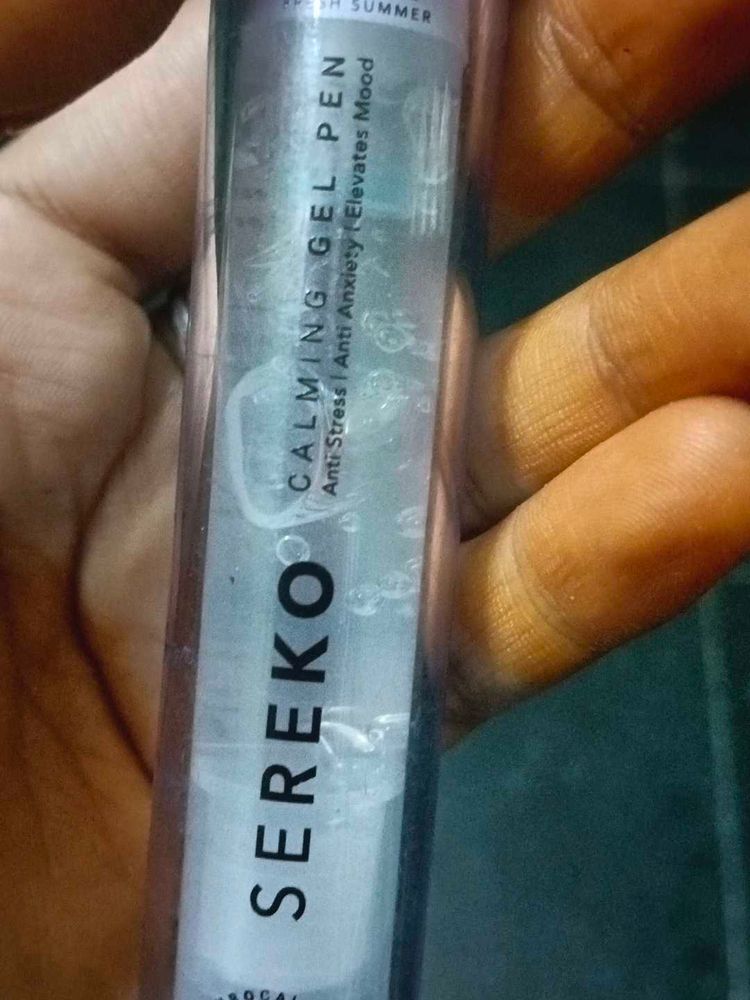 SUMMER
CALMING GEL PEN
Anti Stress | Anti Anxiety | Elevates Mood
SEREKO